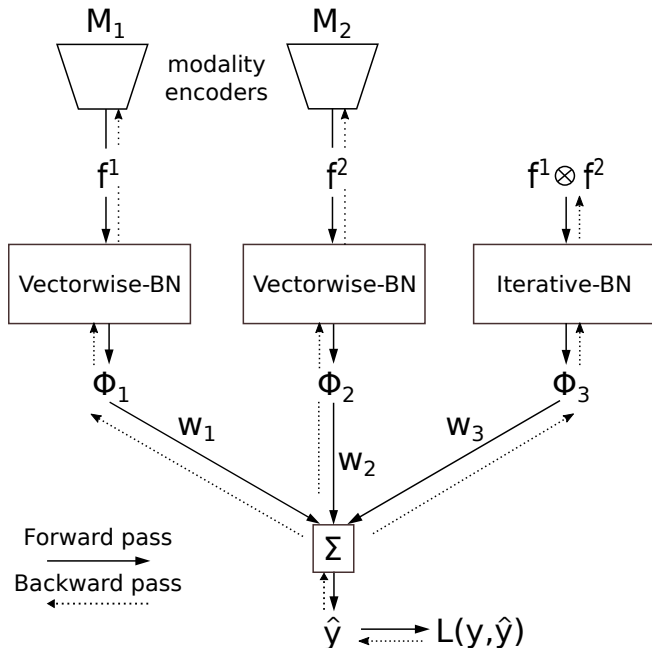 M₁ M₂
modality
encoders
f¹ f² f¹⊗ f²
Vectorwise-BN Vectorwise-BN Iterative-BN
Φ₁ Φ₂ Φ₃
w₁ w₂ w₃
Σ
Forward pass
Backward pass
ŷ L(y,ŷ)